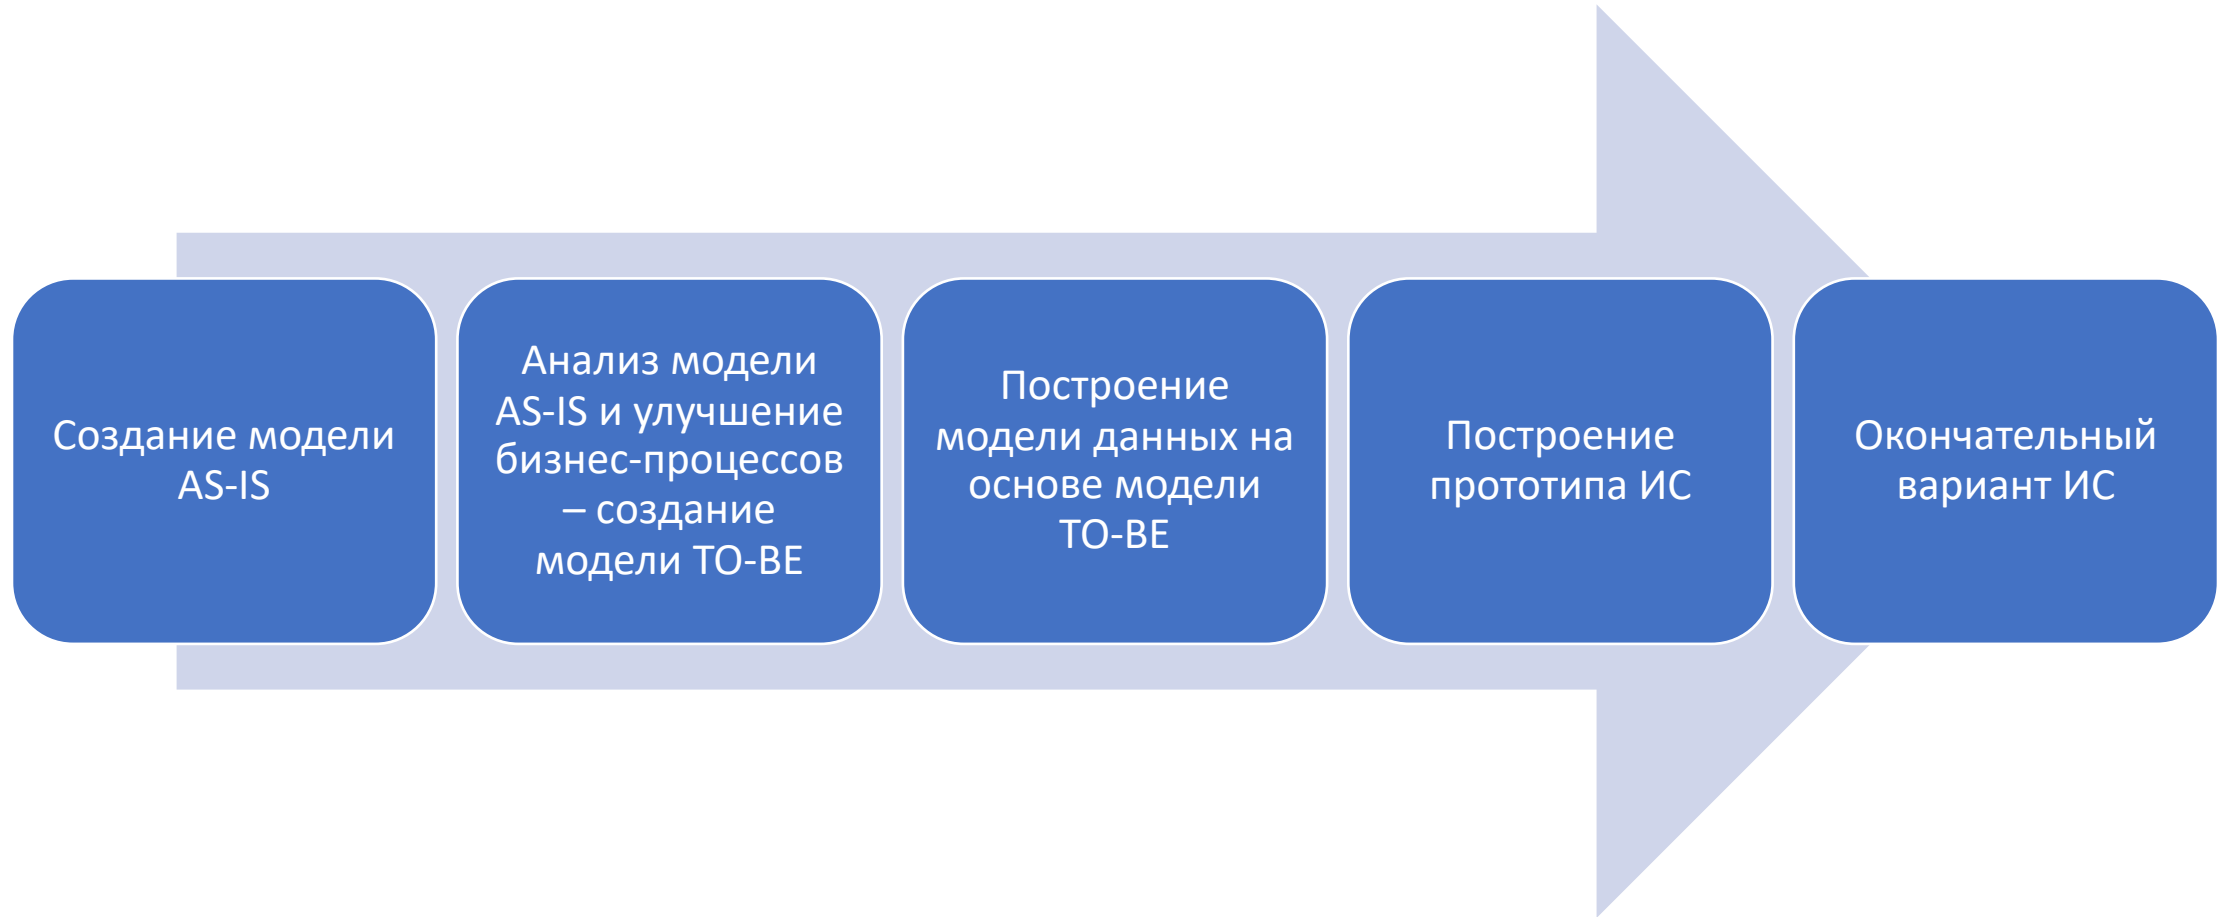 Создание модели
AS-IS
Анализ модели
AS-IS и улучшение
бизнес-процессов
– создание
модели TO-BE
Построение
модели данных на
основе модели
TO-BE
Построение
прототипа ИС
Окончательный
вариант ИС